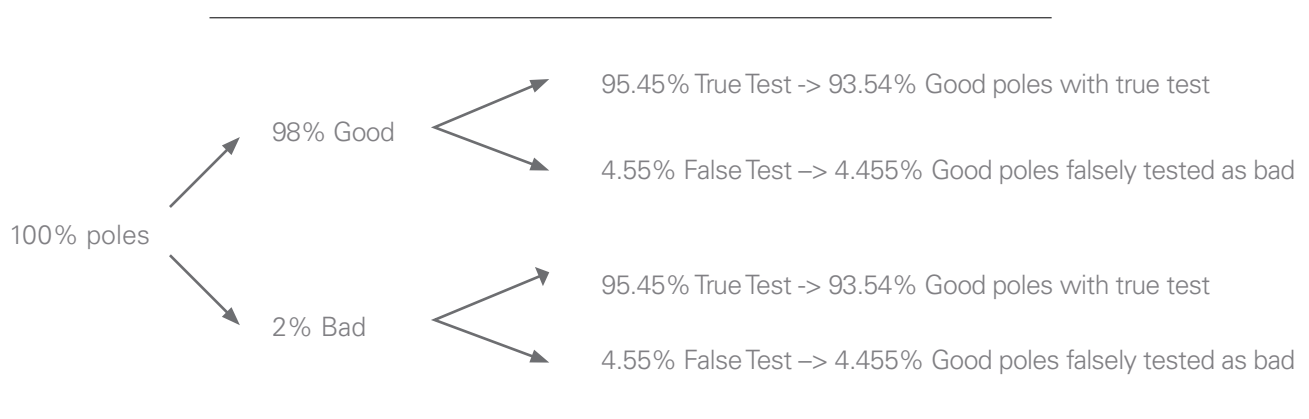 95.45% True Test -> 93.54% Good poles with true test
98% Good
4.55% False Test –> 4.455% Good poles falsely tested as bad
100% poles
95.45% True Test -> 93.54% Good poles with true test
2% Bad
4.55% False Test –> 4.455% Good poles falsely tested as bad